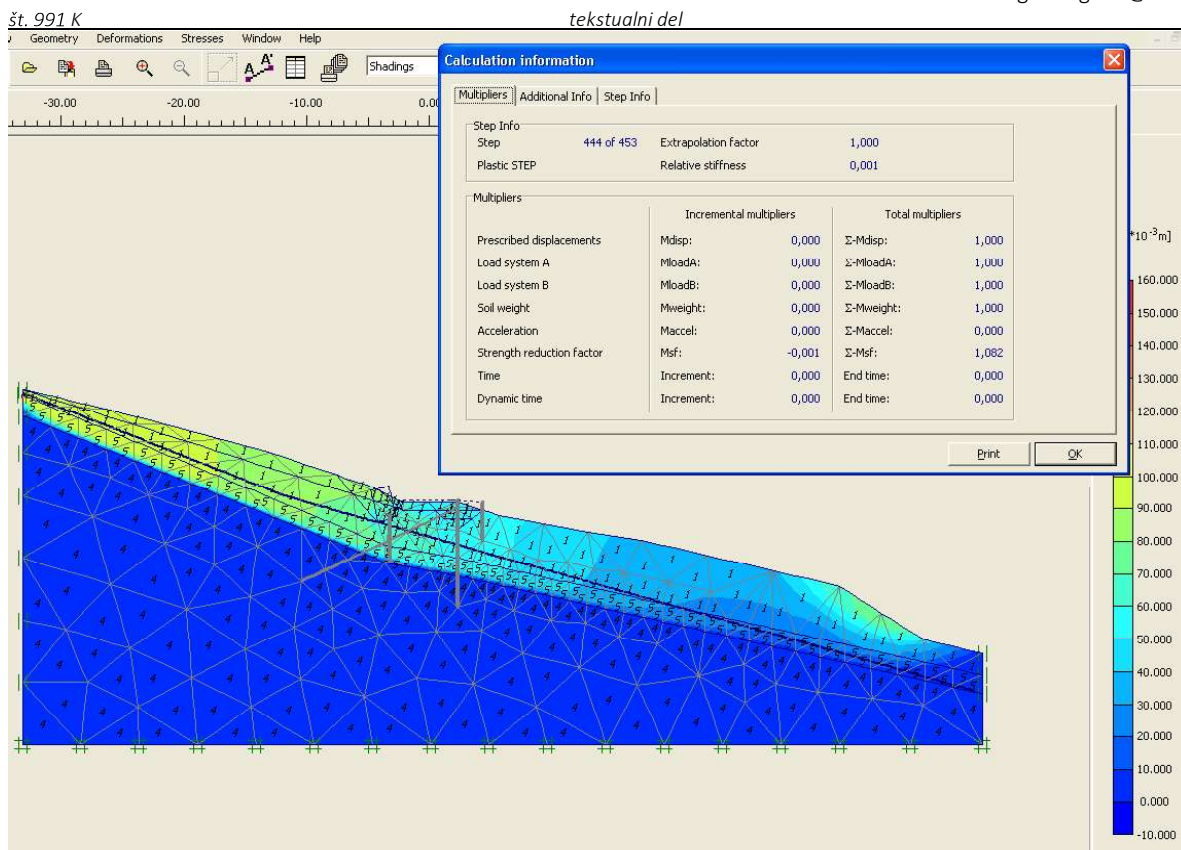 št. 991 K tekstualni del
Geometry Deformations Stresses Window Help
Shadings
-30.00 -20.00 -10.00
Calculation information
Multipliers Additional Info Step Info
Step Info
Step 444 of 453 Extrapolation factor 1,000
Plastic STEP Relative stiffness 0,001
Multipliers
Incremental multipliers Total multipliers
Prescribed displacements Mdisp: 0,000 Σ-Mdisp: 1,000
Load system A MloadA: 0,000 Σ-MloadA: 1,000
Load system B MloadB: 0,000 Σ-MloadB: 1,000
Soil weight Mweight: 0,000 Σ-Mweight: 1,000
Acceleration Maccel: 0,000 Σ-Maccel: 0,000
Strength reduction factor Msf: -0,001 Σ-Msf: 1,082
Time Increment: 0,000 End time: 0,000
Dynamic time Increment: 0,000 End time: 0,000
Print OK
*10⁻³m]
160.000
150.000
140.000
130.000
120.000
110.000
100.000
90.000
80.000
70.000
60.000
50.000
40.000
30.000
20.000
10.000
0.000
-10.000